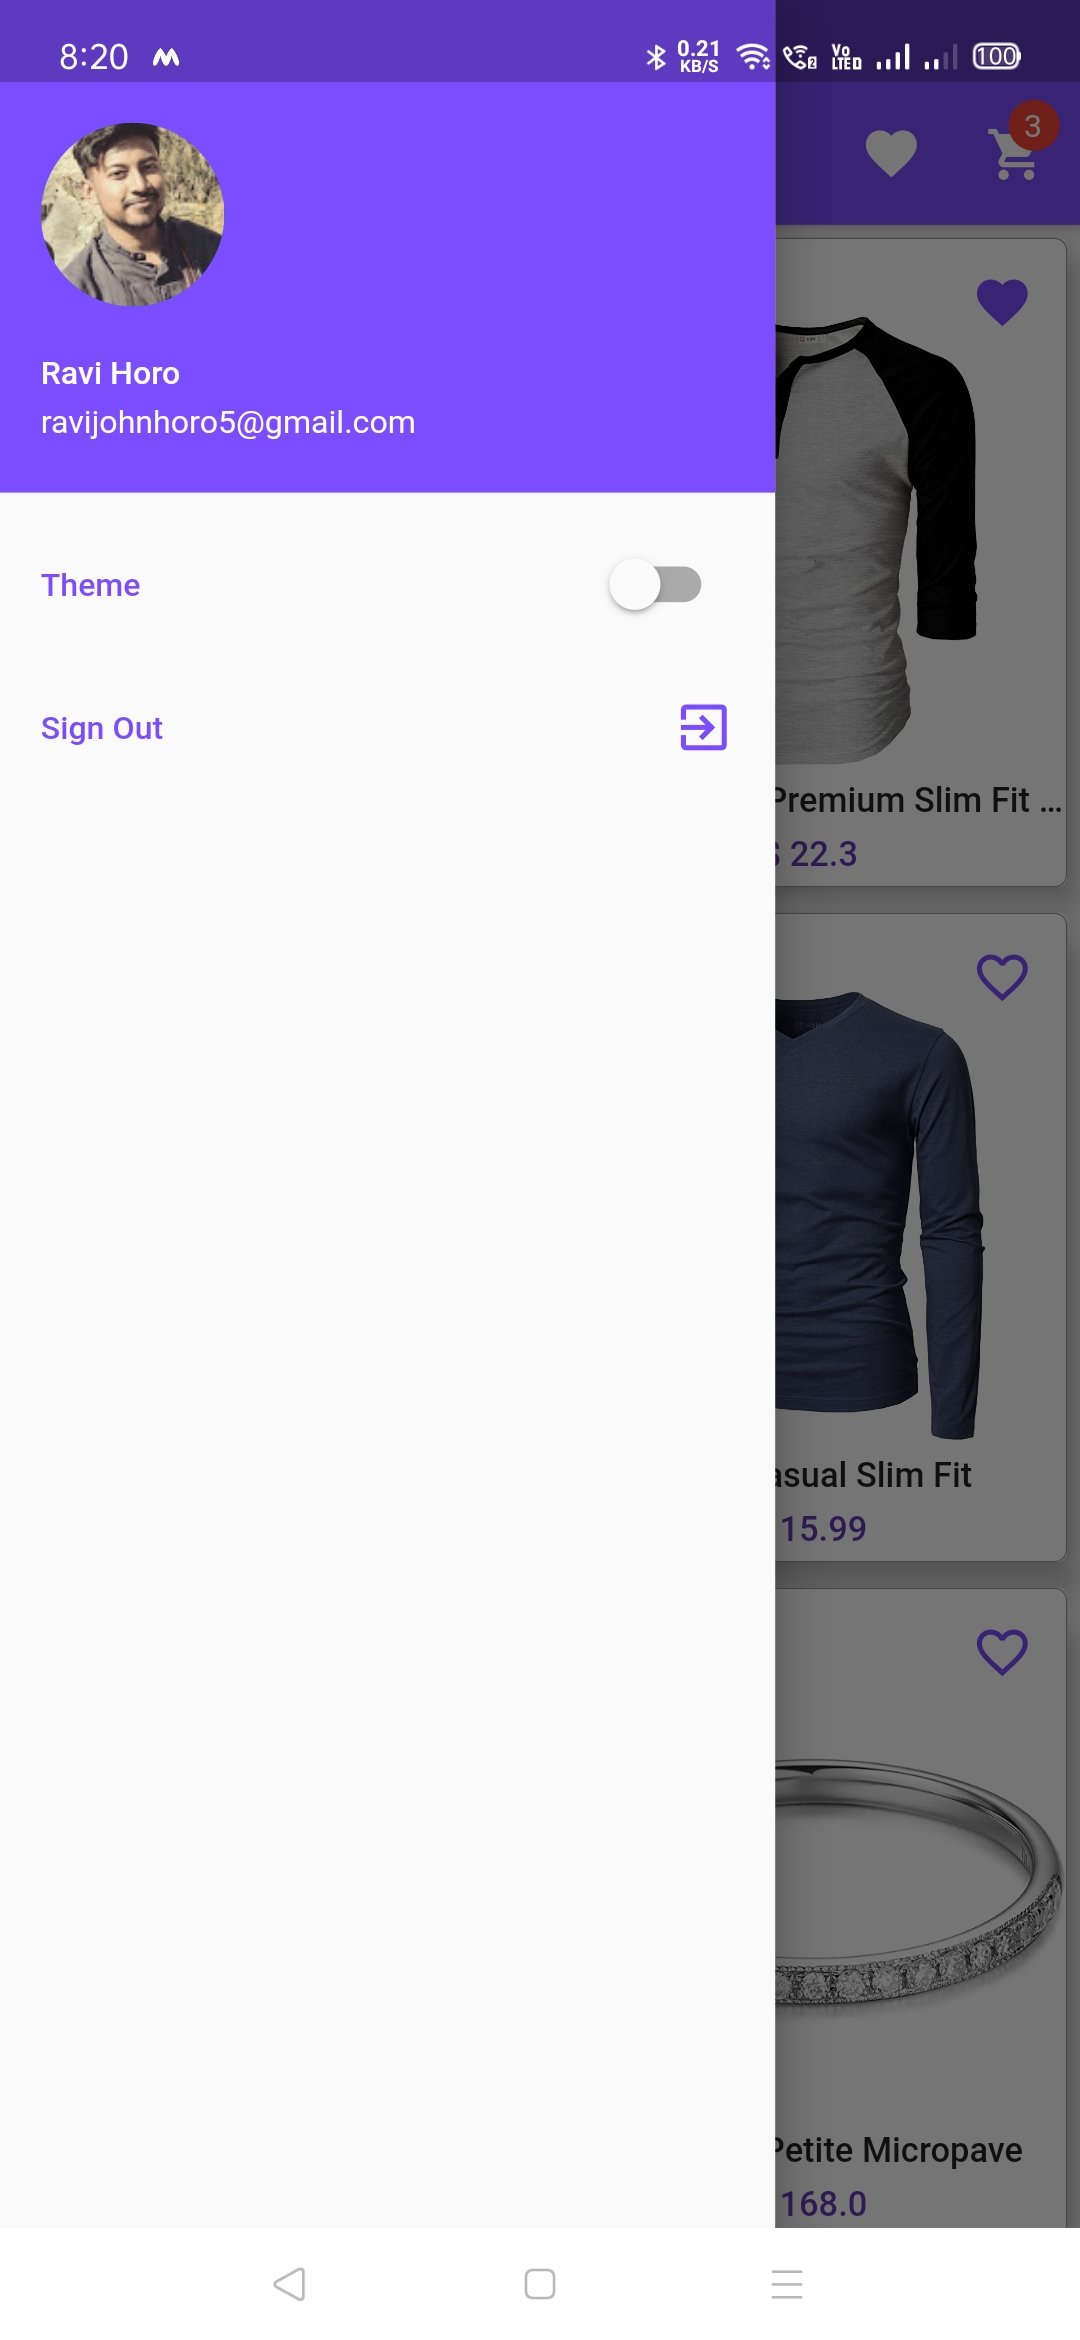 8:20
0.21
KB/S
Vo
LTE
100
3
Ravi Horo
ravijohnhoro5@gmail.com
Theme
Sign Out
Premium Slim Fit ...
$ 22.3
asual Slim Fit
15.99
Petite Micropave
168.0